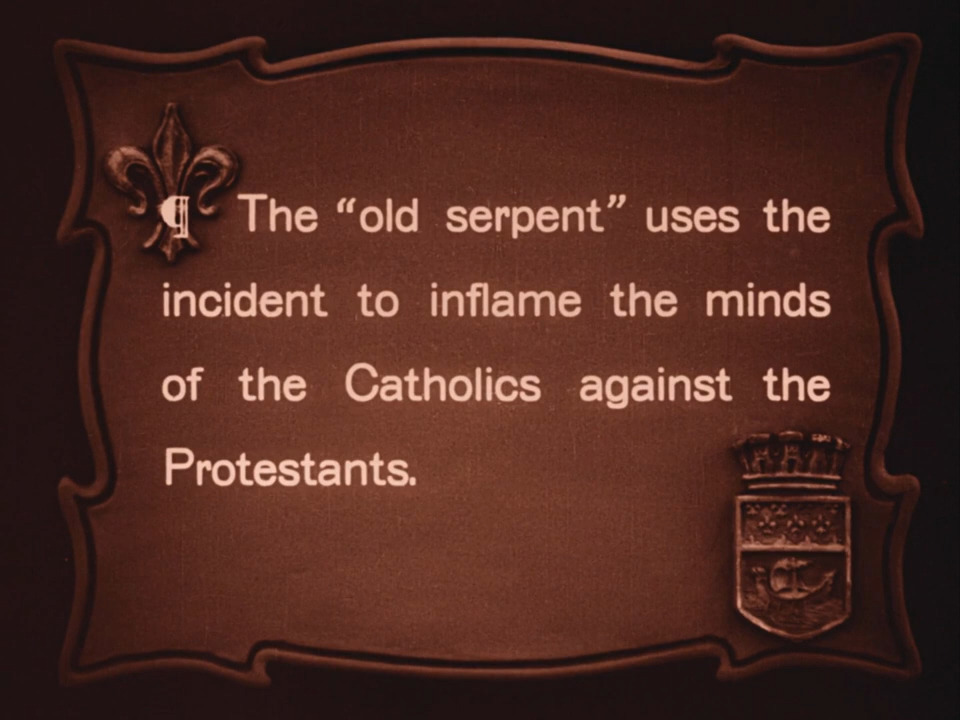 ¶ The “old serpent” uses the
incident to inflame the minds
of the Catholics against the
Protestants.